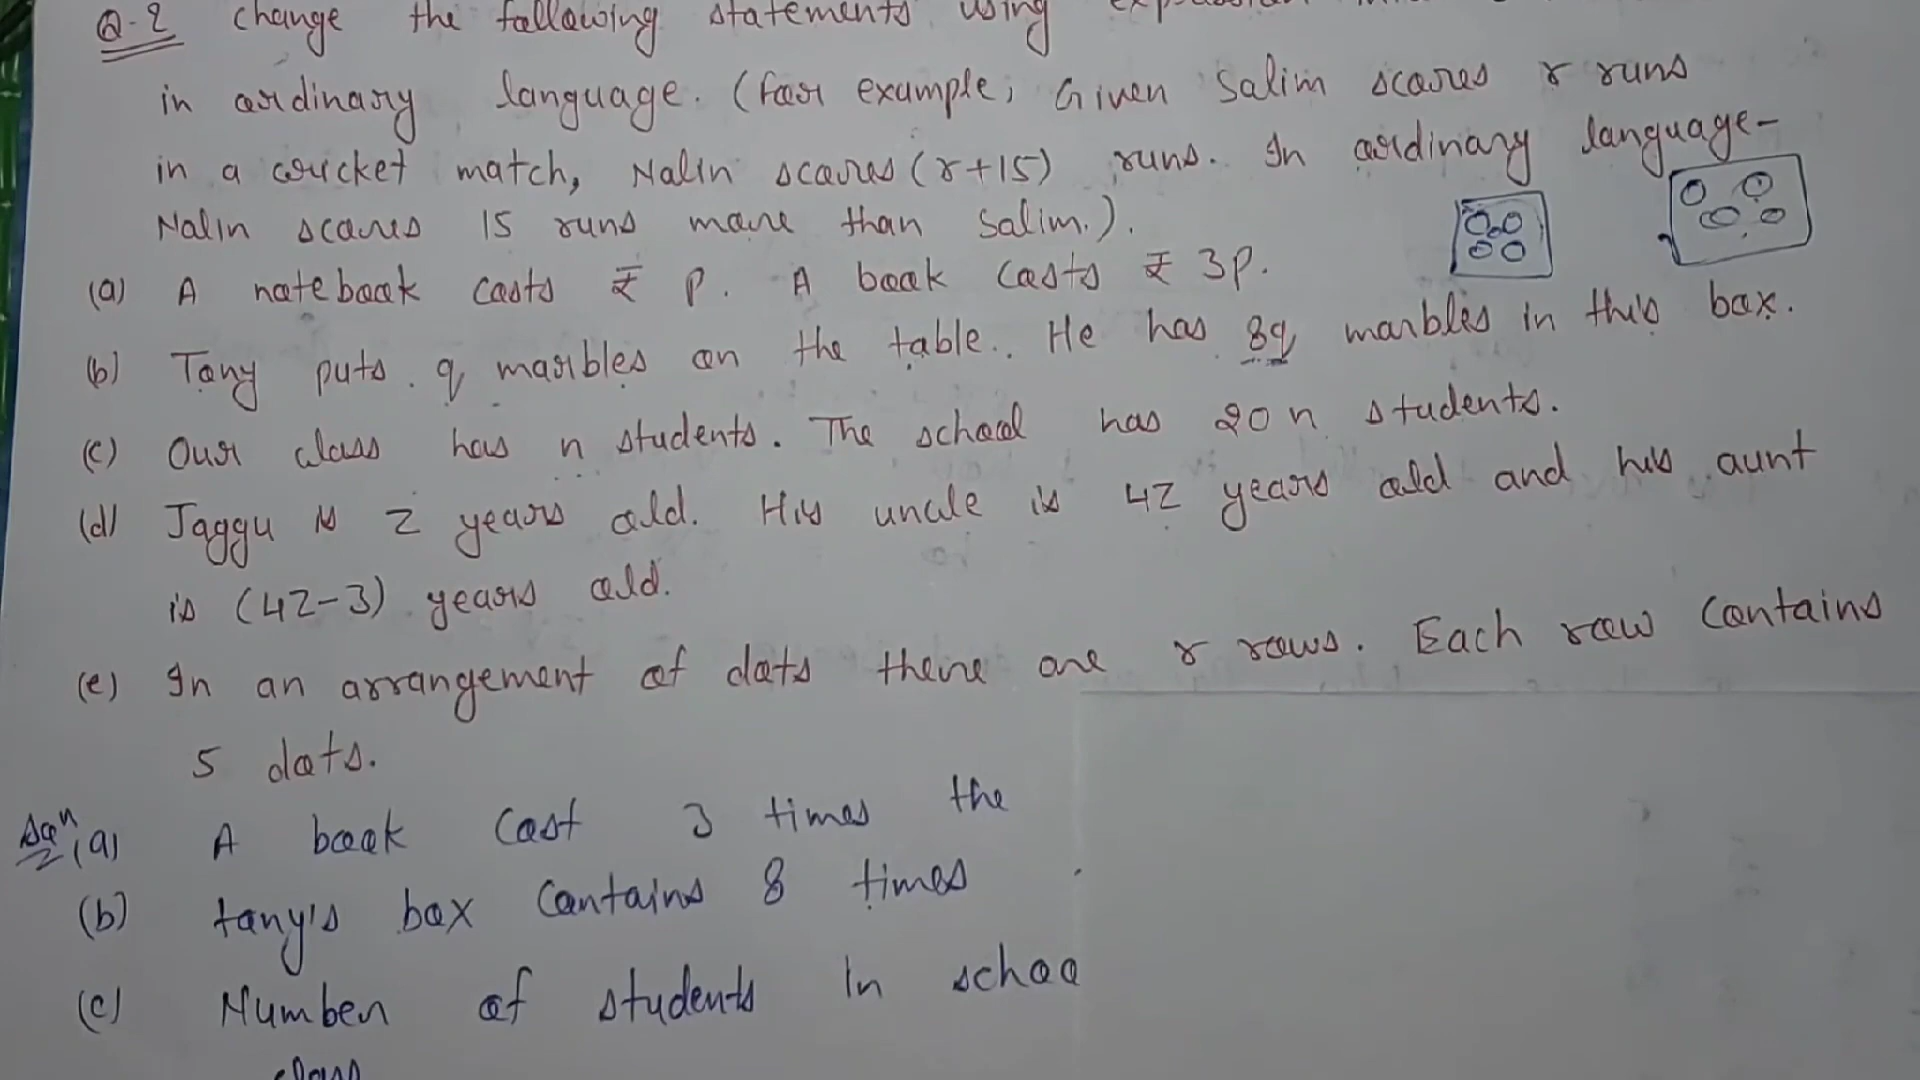 Q-2 change the following statements using
in ordinary language. (For example; Given Salim scores r runs
in a cricket match, Nalin scores (r+15) runs. In ordinary language-
Nalin scores 15 runs more than Salim.).
(a) A notebook costs ₹ p. A book costs ₹ 3p.
(b) Tony puts q marbles on the table. He has 8q marbles in this box.
(c) Our class has n students. The school has 20n students.
(d) Jaggu is z years old. His uncle is 4z years old and his aunt
is (4z-3) years old.
(e) In an arrangement of dots there are r rows. Each row contains
5 dots.
Soln (a) A book cost 3 times the
(b) tony's box contains 8 times
(c) Number of students in schoo
class